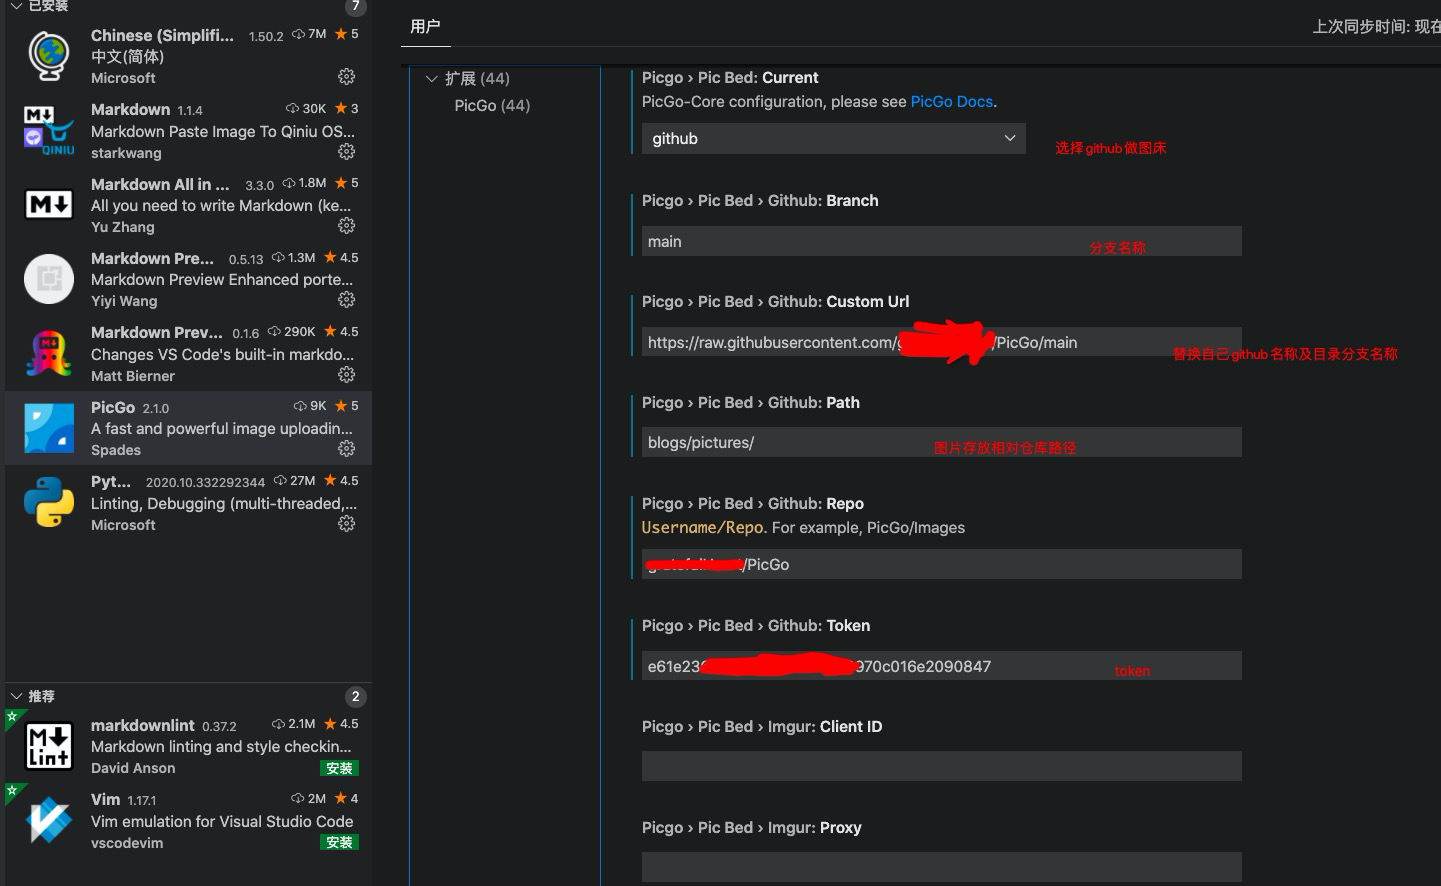 已安装
7
Chinese (Simplifi... 1.50.2 7M 5
中文(简体)
Microsoft
Markdown 1.1.4 30K 3
Markdown Paste Image To Qiniu OS...
starkwang
QINIU
Markdown All in ... 3.3.0 1.8M 5
All you need to write Markdown (ke...
Yu Zhang
Markdown Pre... 0.5.13 1.3M 4.5
Markdown Preview Enhanced porte...
Yiyi Wang
Markdown Prev... 0.1.6 290K 4.5
Changes VS Code's built-in markdo...
Matt Bierner
PicGo 2.1.0 9K 5
A fast and powerful image uploadin...
Spades
Pyt... 2020.10.332292344 27M 4.5
Linting, Debugging (multi-threaded,...
Microsoft
推荐
2
markdownlint 0.37.2 2.1M 4.5
Markdown linting and style checkin...
David Anson 安装
M Lint
Vim 1.17.1 2M 4
Vim emulation for Visual Studio Code
vscodevim 安装
用户
上次同步时间: 现在
扩展 (44)
PicGo (44)
Picgo › Pic Bed: Current
PicGo-Core configuration, please see PicGo Docs.
github
选择github做图床
Picgo › Pic Bed › Github: Branch
main
分支名称
Picgo › Pic Bed › Github: Custom Url
https://raw.githubusercontent.com/ /PicGo/main
替换自己github名称及目录分支名称
Picgo › Pic Bed › Github: Path
blogs/pictures/
图片存放相对仓库路径
Picgo › Pic Bed › Github: Repo
Username/Repo. For example, PicGo/Images
/PicGo
Picgo › Pic Bed › Github: Token
e61e23 970c016e2090847
token
Picgo › Pic Bed › Imgur: Client ID
Picgo › Pic Bed › Imgur: Proxy